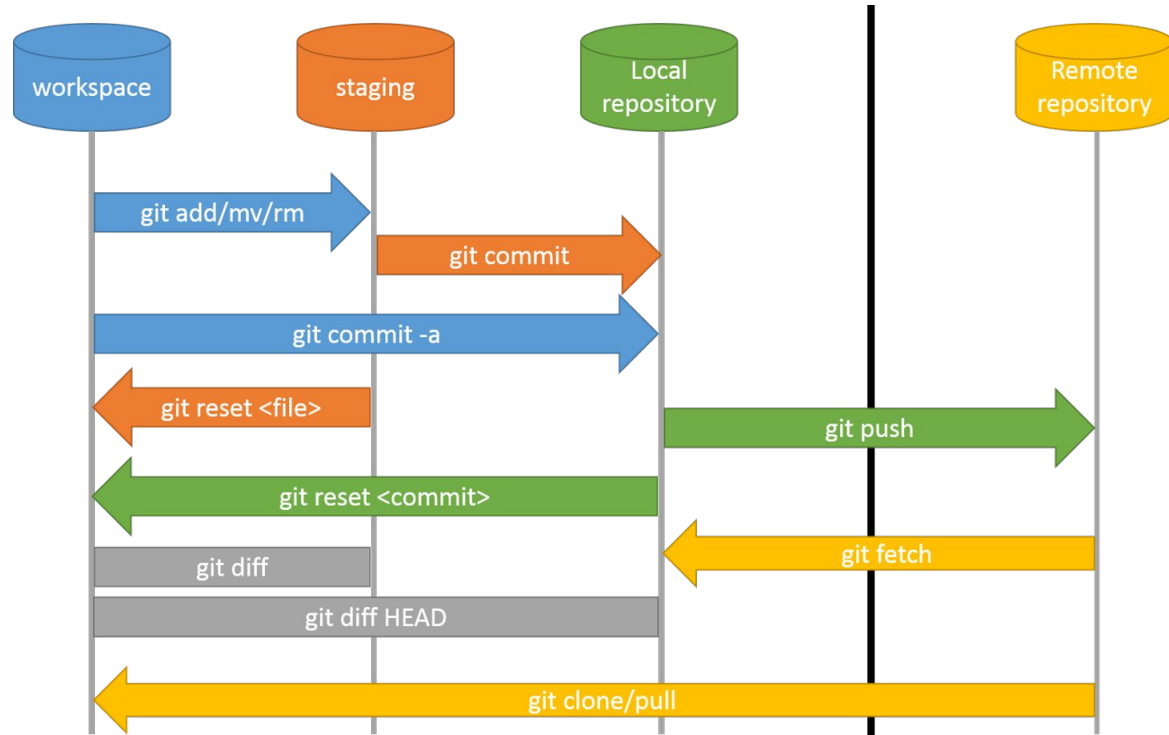 workspace
staging
Local
repository
Remote
repository
git add/mv/rm
git commit
git commit -a
git reset <file>
git push
git reset <commit>
git fetch
git diff
git diff HEAD
git clone/pull